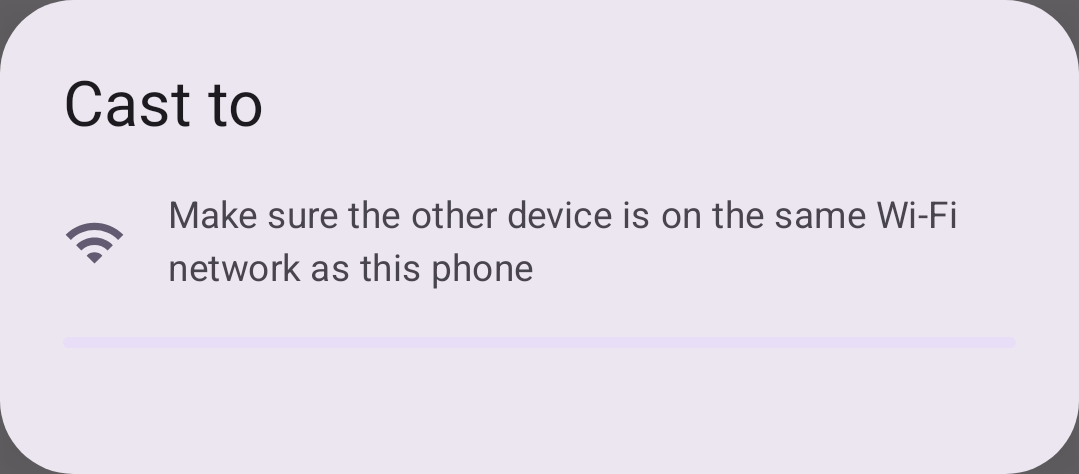 Cast to
Make sure the other device is on the same Wi-Fi
network as this phone